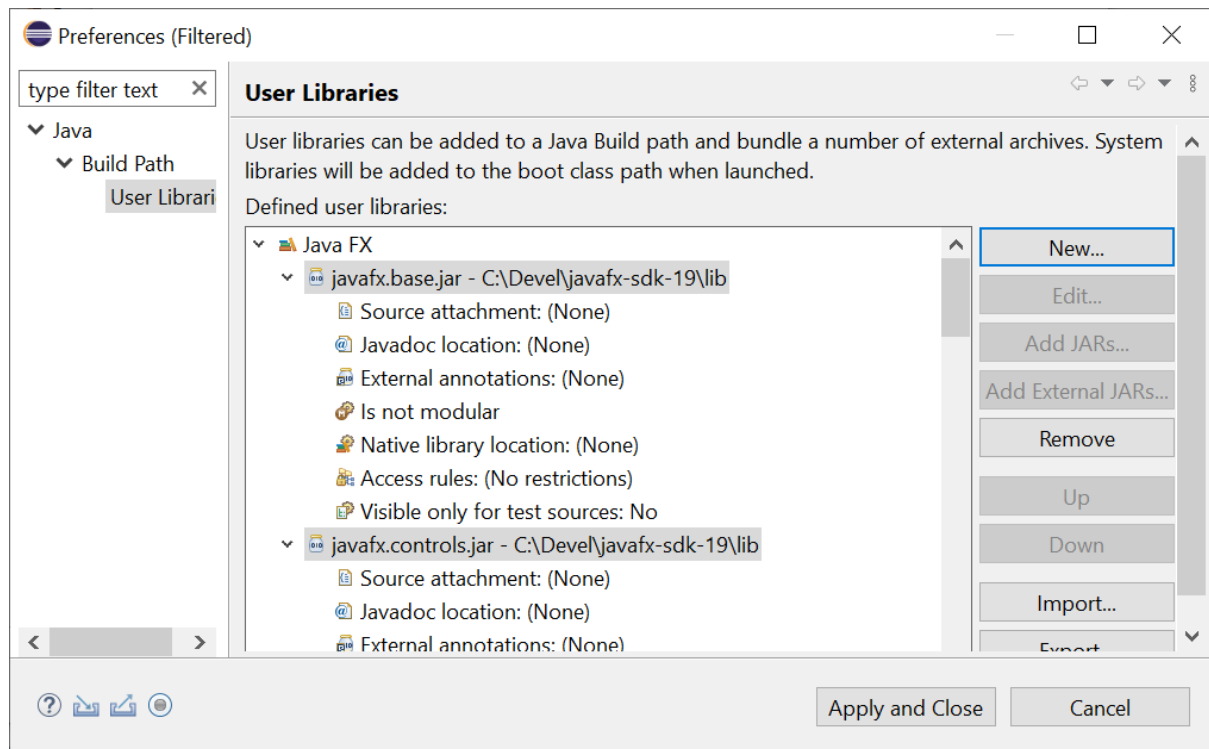 Preferences (Filtered)
type filter text
Java
Build Path
User Librari
User Libraries
User libraries can be added to a Java Build path and bundle a number of external archives. System
libraries will be added to the boot class path when launched.
Defined user libraries:
Java FX
javafx.base.jar - C:\Devel\javafx-sdk-19\lib
Source attachment: (None)
Javadoc location: (None)
External annotations: (None)
Is not modular
Native library location: (None)
Access rules: (No restrictions)
Visible only for test sources: No
javafx.controls.jar - C:\Devel\javafx-sdk-19\lib
Source attachment: (None)
Javadoc location: (None)
External annotations: (None)
New...
Edit...
Add JARs...
Add External JARs...
Remove
Up
Down
Import...
Export...
Apply and Close
Cancel